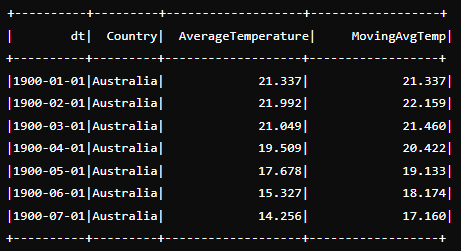 +----------+---------+------------------+------------------+
|        dt|  Country|  AverageTemperature|     MovingAvgTemp|
+----------+---------+------------------+------------------+
|1900-01-01|Australia|            21.337|            21.337|
|1900-02-01|Australia|            21.992|            22.159|
|1900-03-01|Australia|            21.049|            21.460|
|1900-04-01|Australia|            19.509|            20.422|
|1900-05-01|Australia|            17.678|            19.133|
|1900-06-01|Australia|            15.327|            18.174|
|1900-07-01|Australia|            14.256|            17.160|
+----------+---------+------------------+------------------+